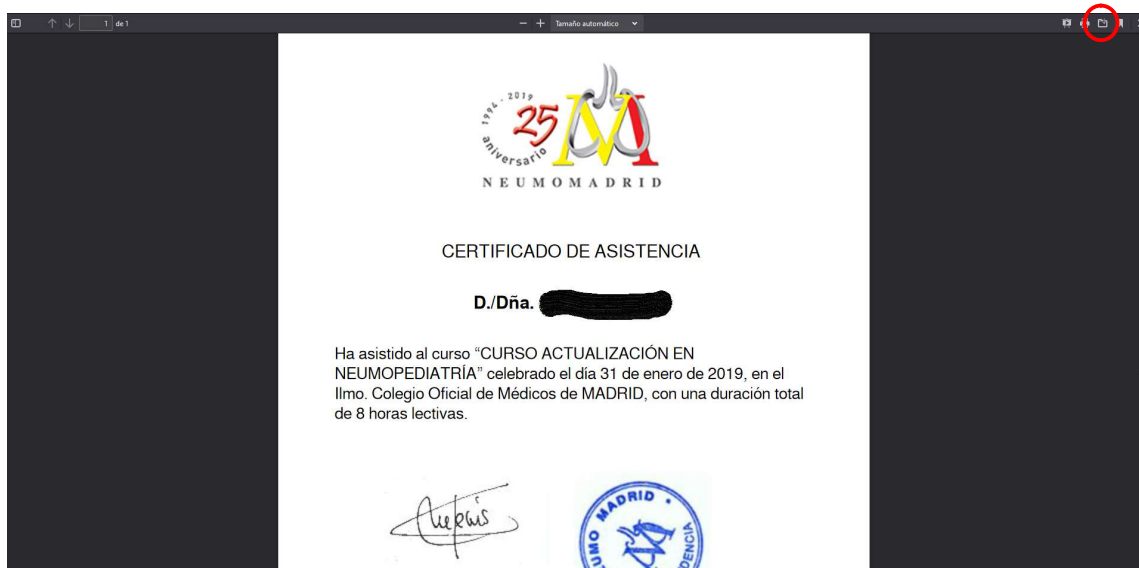 1 de 1
Tamaño automático
1994 - 2019
25
aniversario
NEUMOMADRID
CERTIFICADO DE ASISTENCIA
D./Dña.
Ha asistido al curso “CURSO ACTUALIZACIÓN EN
NEUMOPEDIATRÍA” celebrado el día 31 de enero de 2019, en el
Ilmo. Colegio Oficial de Médicos de MADRID, con una duración total
de 8 horas lectivas.
MADRID